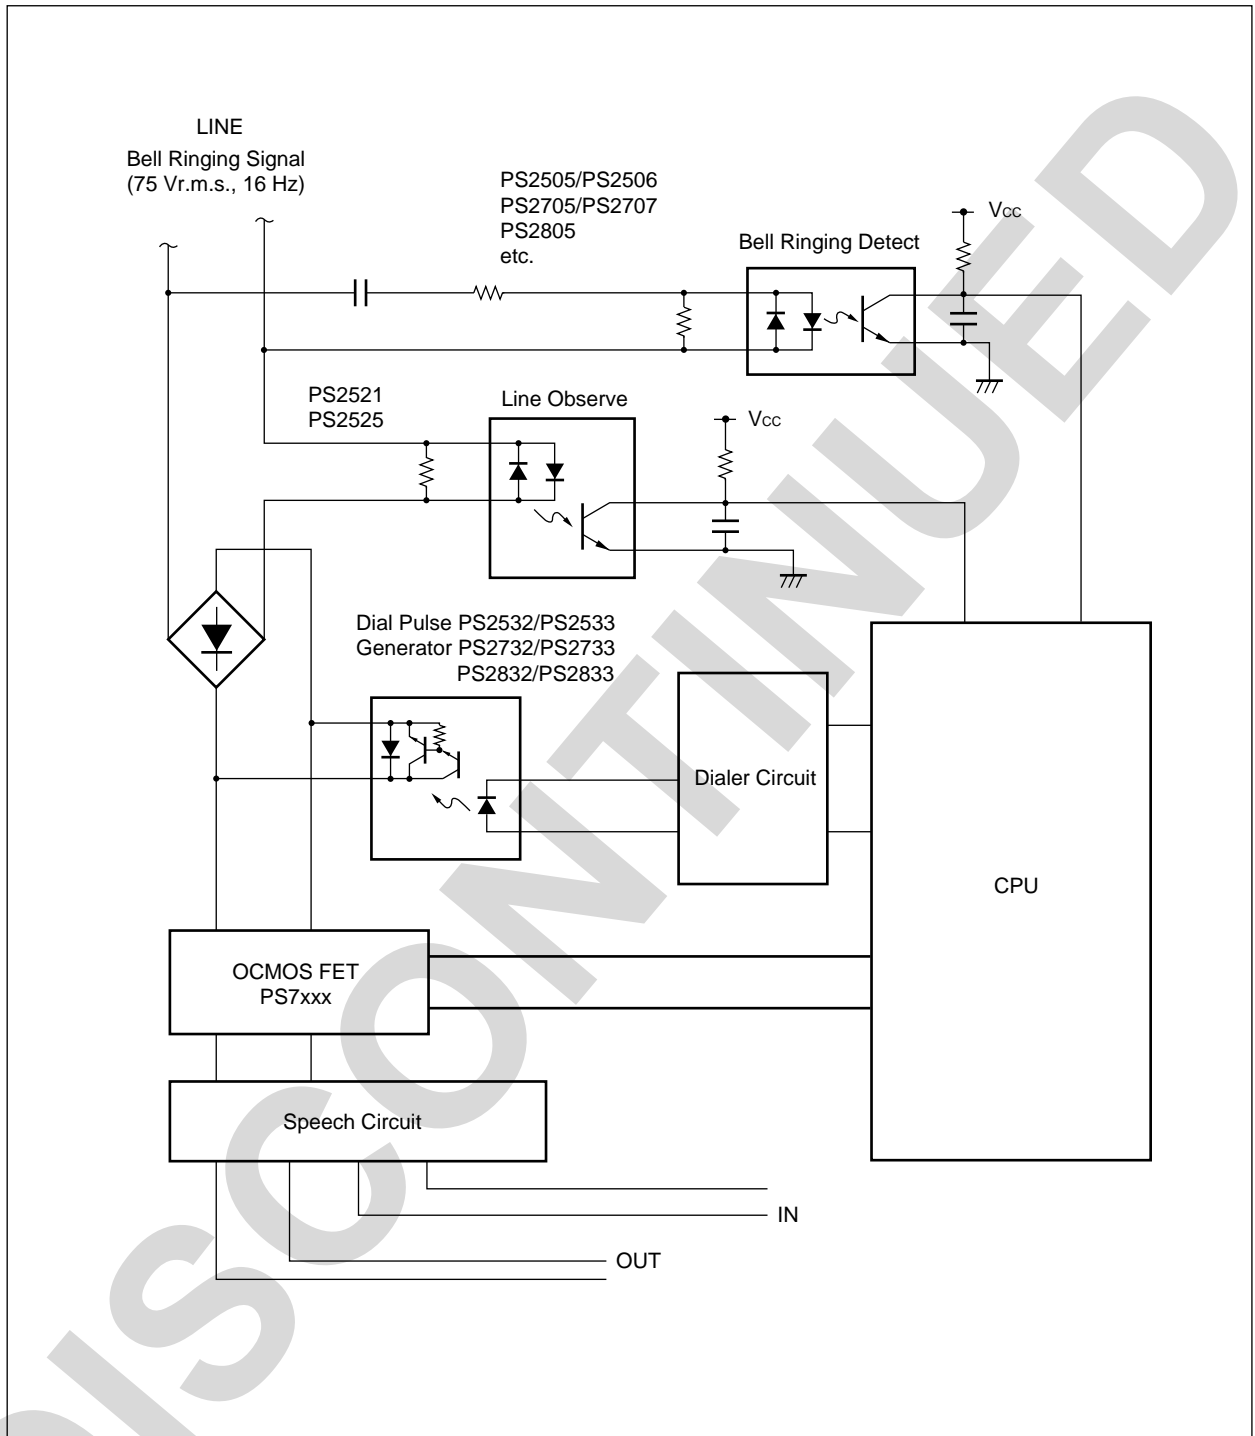 LINE
Bell Ringing Signal
(75 Vr.m.s., 16 Hz)
PS2505/PS2506
PS2705/PS2707
PS2805
etc.
Bell Ringing Detect
VCC
PS2521
PS2525
Line Observe
VCC
Dial Pulse PS2532/PS2533
Generator PS2732/PS2733
PS2832/PS2833
Dialer Circuit
CPU
OCMOS FET
PS7xxx
Speech Circuit
IN
OUT
DISCONTINUED